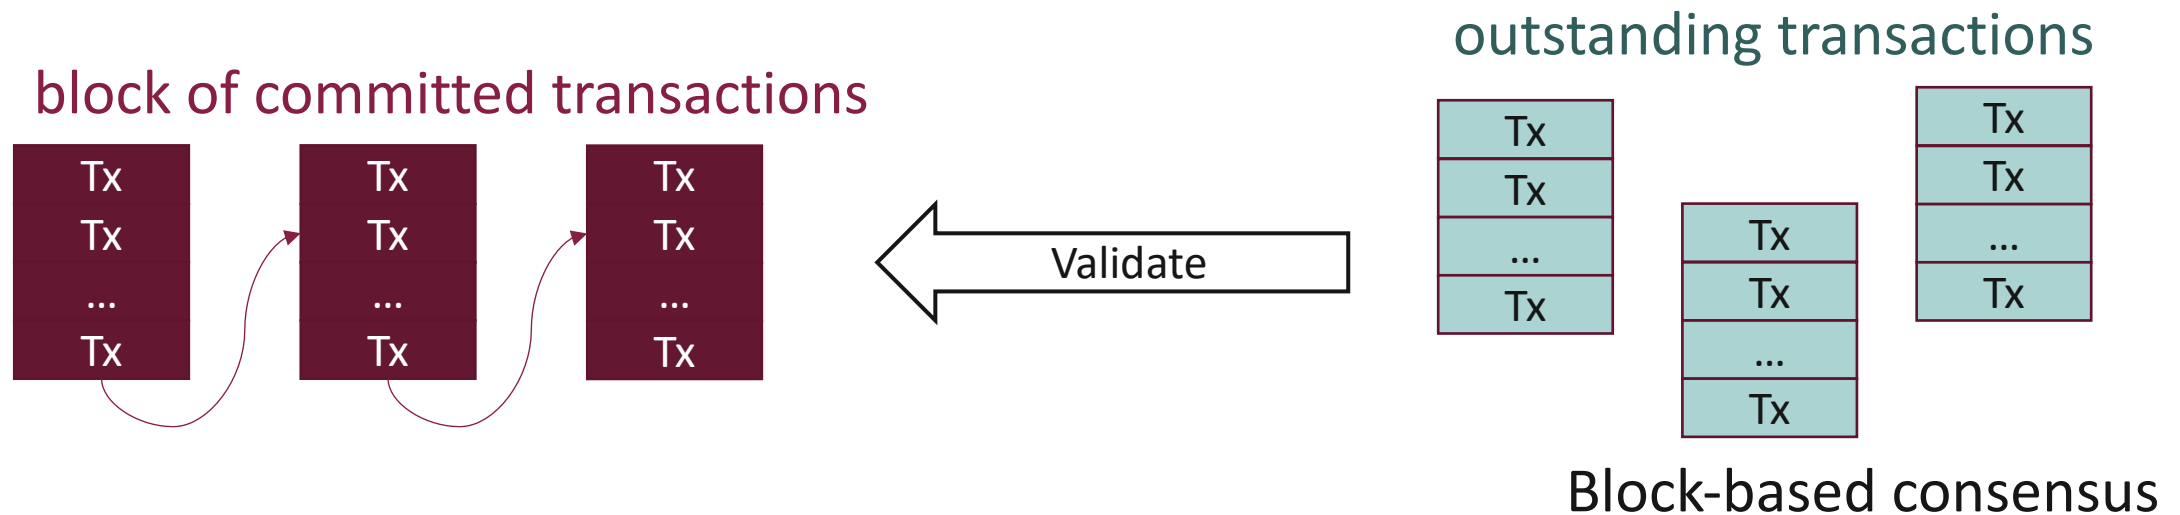 outstanding transactions
block of committed transactions
Tx
Tx
...
Tx
Tx
Tx
...
Tx
Tx
Tx
...
Tx
Validate
Tx
Tx
...
Tx
Tx
Tx
...
Tx
Tx
Tx
...
Tx
Block-based consensus